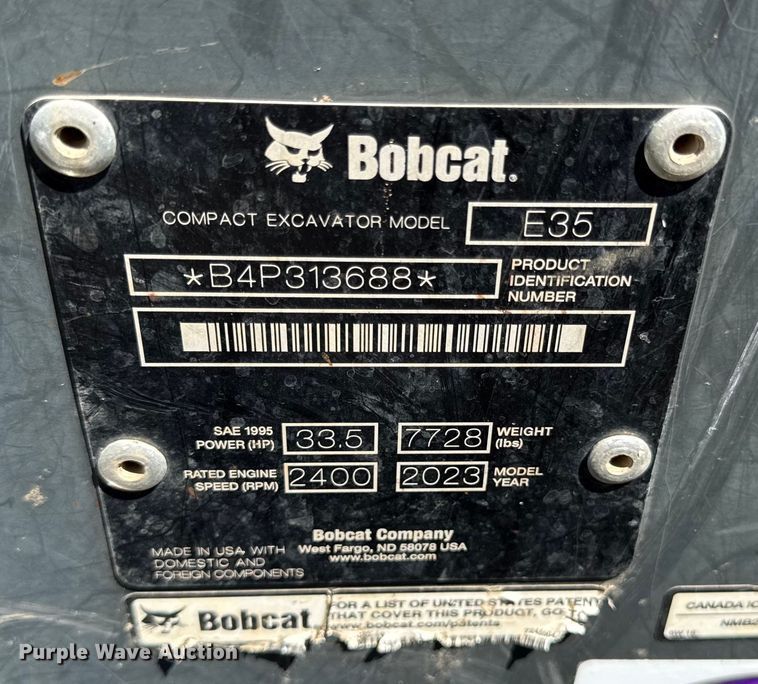 Bobcat®
COMPACT EXCAVATOR MODEL E35
*B4P313688* PRODUCT IDENTIFICATION NUMBER
SAE 1995 POWER (HP) 33.5 7728 WEIGHT (lbs)
RATED ENGINE SPEED (RPM) 2400 2023 MODEL YEAR
Bobcat Company
West Fargo, ND 58078 USA
www.bobcat.com
MADE IN USA WITH
DOMESTIC AND
FOREIGN COMPONENTS
Bobcat
FOR A LIST OF UNITED STATES PATENT
THAT COVER THIS PRODUCT, GO
www.bobcat.com/patents
CANADA IC
NMB2
Purple Wave Auction